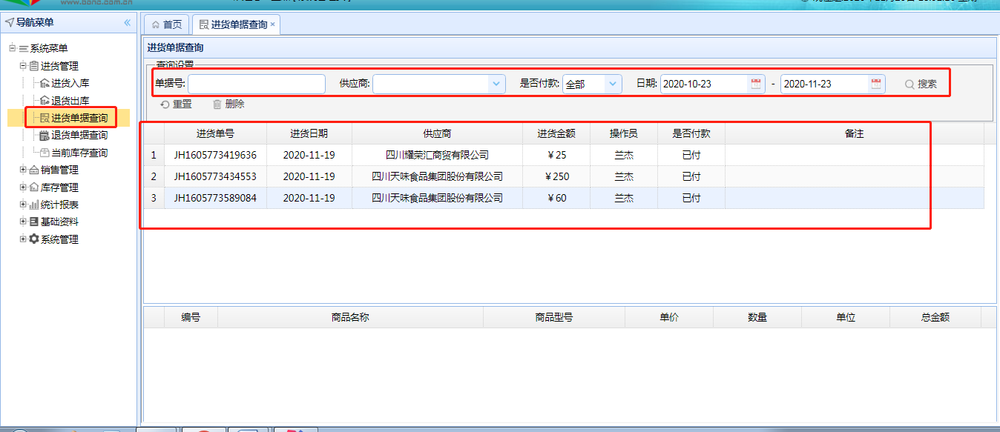 导航菜单
首页 进货单据查询
系统菜单
进货管理
进货入库
退货出库
进货单据查询
退货单据查询
当前库存查询
销售管理
库存管理
统计报表
基础资料
系统管理
进货单据查询
查询设置
单据号: 供应商: 是否付款: 全部 日期: 2020-10-23 - 2020-11-23 搜索
重置 删除
进货单号 进货日期 供应商 进货金额 操作员 是否付款 备注
1 JH1605773419636 2020-11-19 四川耀荣汇商贸有限公司 ￥25 兰杰 已付
2 JH1605773434553 2020-11-19 四川天味食品集团股份有限公司 ￥250 兰杰 已付
3 JH1605773589084 2020-11-19 四川天味食品集团股份有限公司 ￥60 兰杰 已付
编号 商品名称 商品型号 单价 数量 单位 总金额